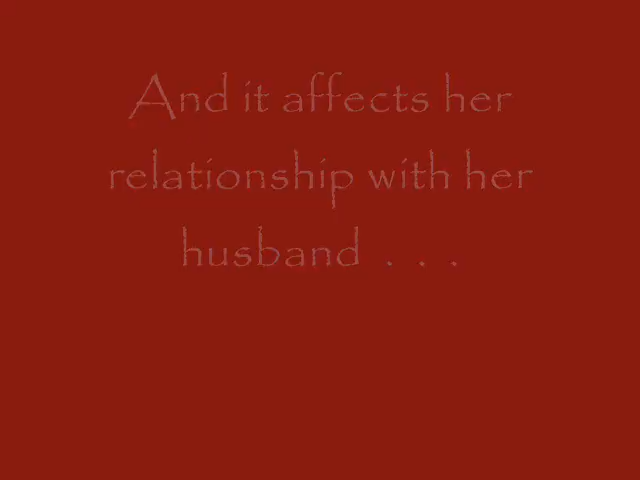 And it affects her
relationship with her
husband . . .